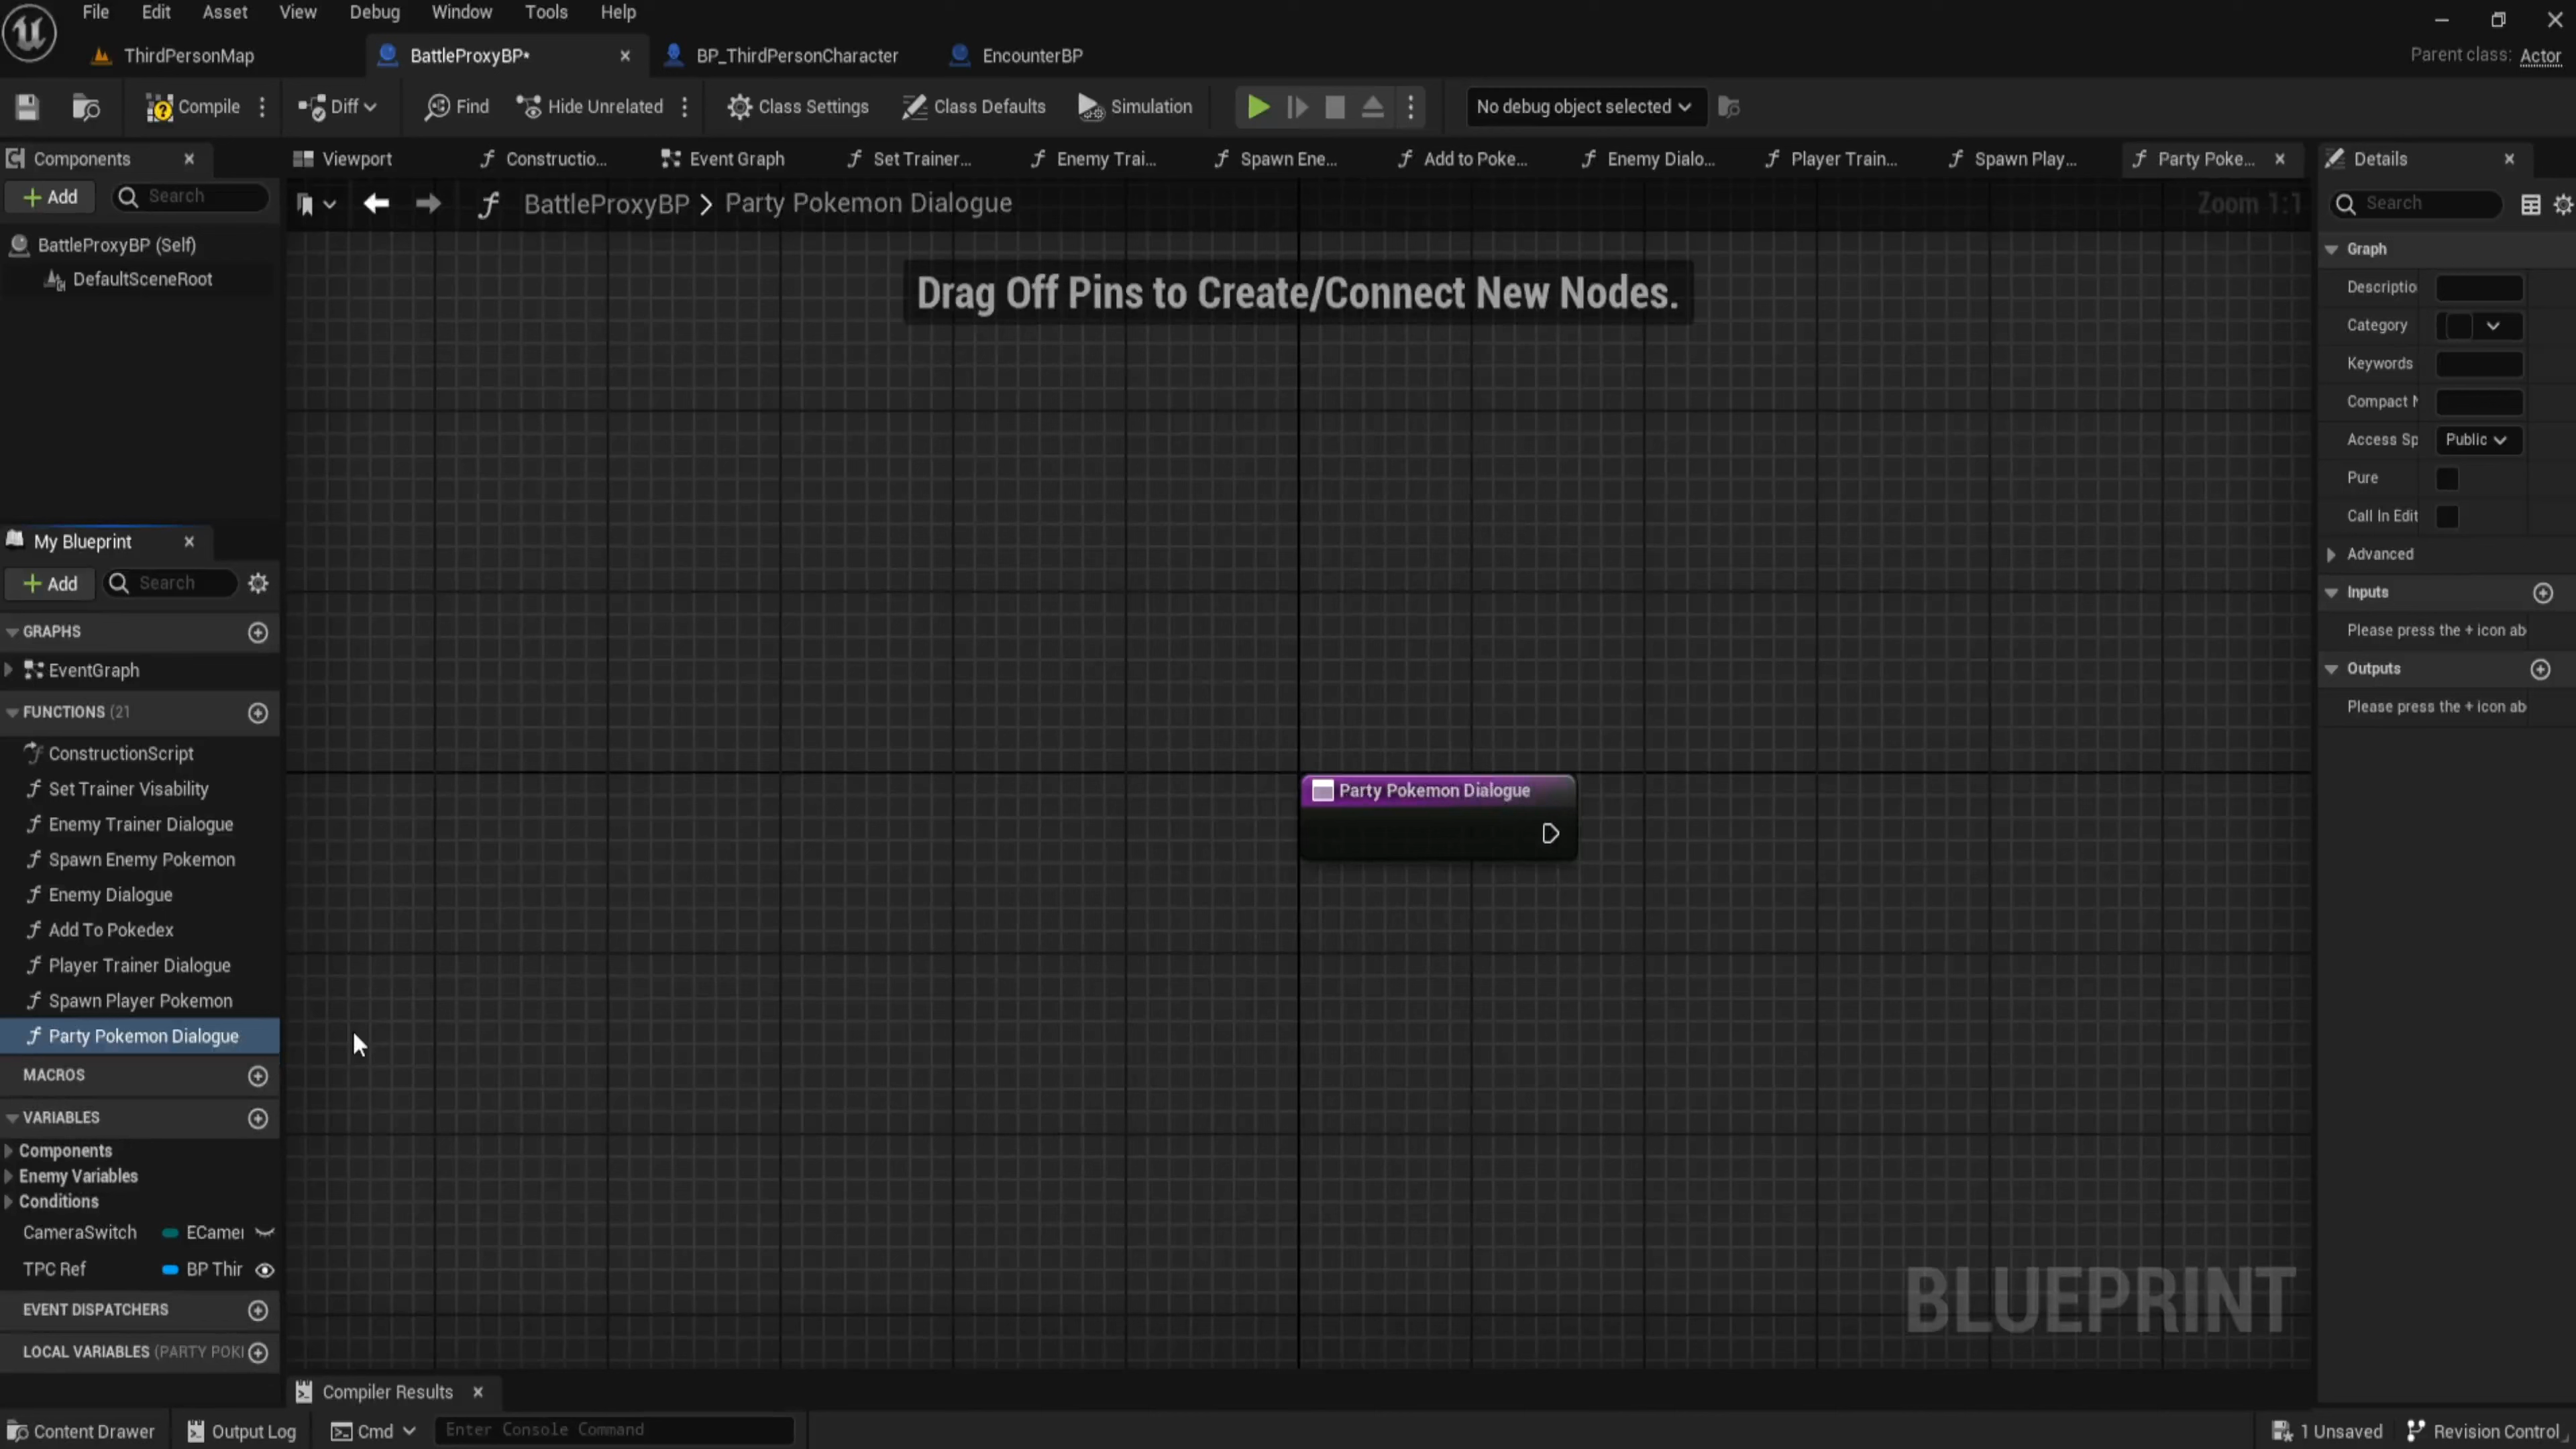 File Edit Asset View Debug Window Tools Help
ThirdPersonMap BattleProxyBP* BP_ThirdPersonCharacter EncounterBP Parent class: Actor
Compile Diff Find Hide Unrelated Class Settings Class Defaults Simulation No debug object selected
Components Viewport Constructio... Event Graph Set Trainer... Enemy Trai... Spawn Ene... Add to Poke... Enemy Dialo... Player Train... Spawn Play... Party Poke... Details
Add Search BattleProxyBP > Party Pokemon Dialogue Zoom 1:1 Search
BattleProxyBP (Self)
DefaultSceneRoot
Drag Off Pins to Create/Connect New Nodes.
Graph
Descriptio
Category
Keywords
Compact N
Access Sp Public
Pure
Call In Edit
Advanced
Inputs
Please press the + icon ab
Outputs
Please press the + icon ab
My Blueprint
Add Search
GRAPHS
EventGraph
FUNCTIONS (21
ConstructionScript
Set Trainer Visability
Enemy Trainer Dialogue
Spawn Enemy Pokemon
Enemy Dialogue
Add To Pokedex
Player Trainer Dialogue
Spawn Player Pokemon
Party Pokemon Dialogue
MACROS
VARIABLES
Components
Enemy Variables
Conditions
CameraSwitch ECamer
TPC Ref BP Thir
EVENT DISPATCHERS
LOCAL VARIABLES (PARTY POKI
Party Pokemon Dialogue
BLUEPRINT
Compiler Results
Content Drawer Output Log Cmd Enter Console Command 1 Unsaved Revision Control